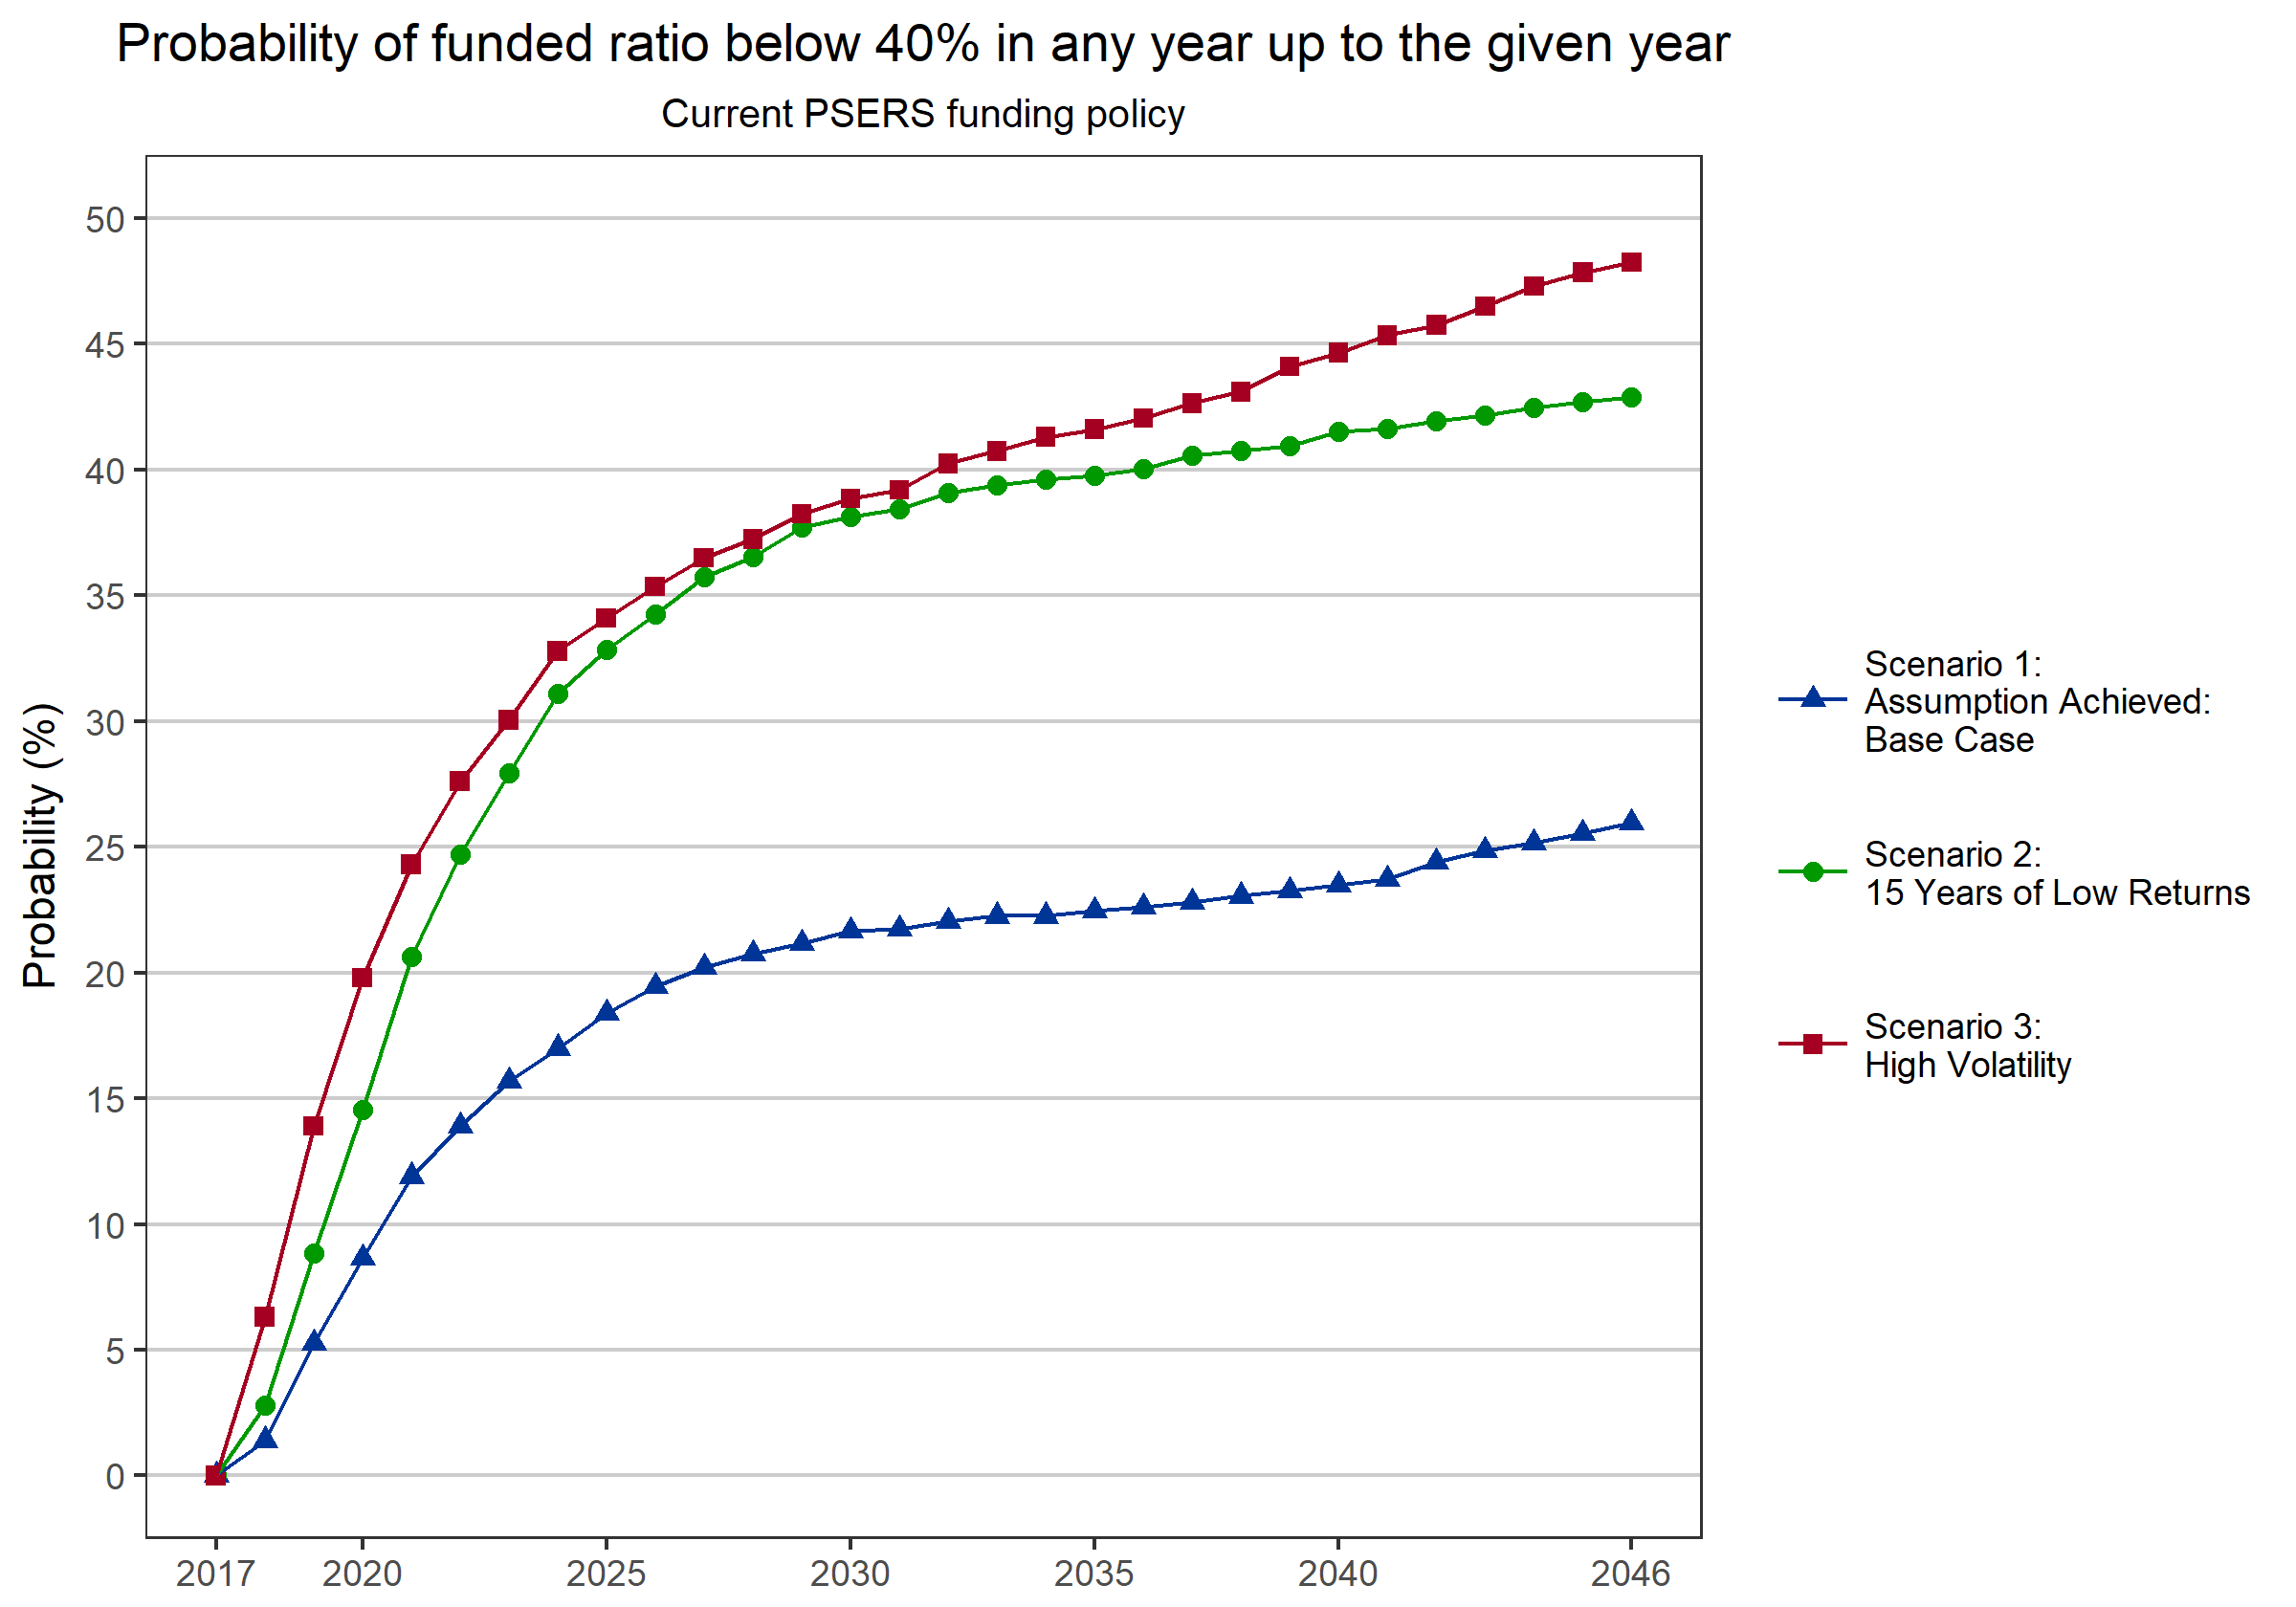 Probability of funded ratio below 40% in any year up to the given year
Current PSERS funding policy
Probability (%)
50
45
40
35
30
25
20
15
10
5
0
2017 2020 2025 2030 2035 2040 2046
Scenario 1:
Assumption Achieved:
Base Case
Scenario 2:
15 Years of Low Returns
Scenario 3:
High Volatility